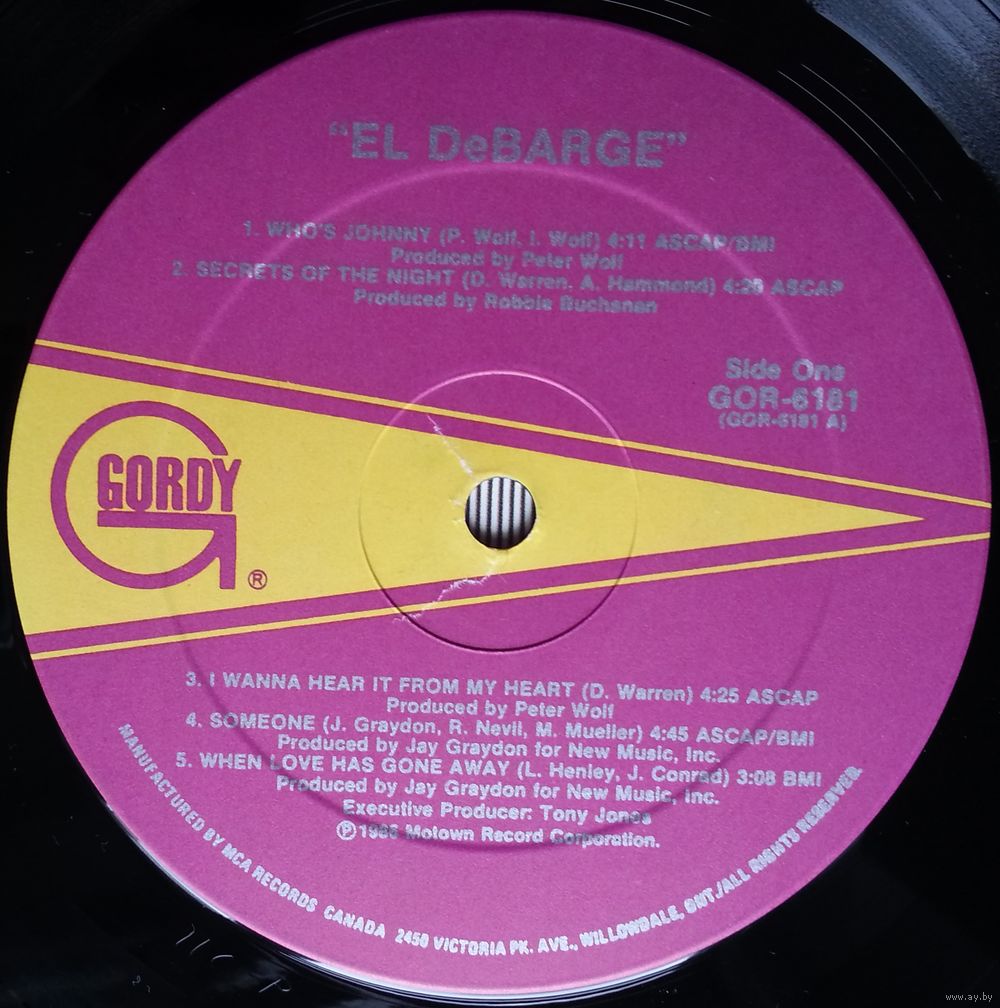 “EL DeBARGE”
1. WHO'S JOHNNY (P. Wolf, I. Wolf) 4:11 ASCAP/BMI
Produced by Peter Wolf
2. SECRETS OF THE NIGHT (D. Warren, A. Hammond) ASCAP
Produced by Robbie Buchanan
Side One
GOR-6181
(GOR-6181 A)
GORDY
®
3. I WANNA HEAR IT FROM MY HEART (D. Warren) 4:25 ASCAP
Produced by Peter Wolf
4. SOMEONE (J. Graydon, R. Nevil, M. Mueller) 4:45 ASCAP/BMI
Produced by Jay Graydon for New Music, Inc.
5. WHEN LOVE HAS GONE AWAY (L. Henley, J. Conrad) 3:08 BMI
Produced by Jay Graydon for New Music, Inc.
Executive Producer: Tony Jones
℗ 1986 Motown Record Corporation.
MANUFACTURED BY MCA RECORDS CANADA 2450 VICTORIA PK. AVE., WILLOWDALE, ONT./ALL RIGHTS RESERVED.
www.ay.by